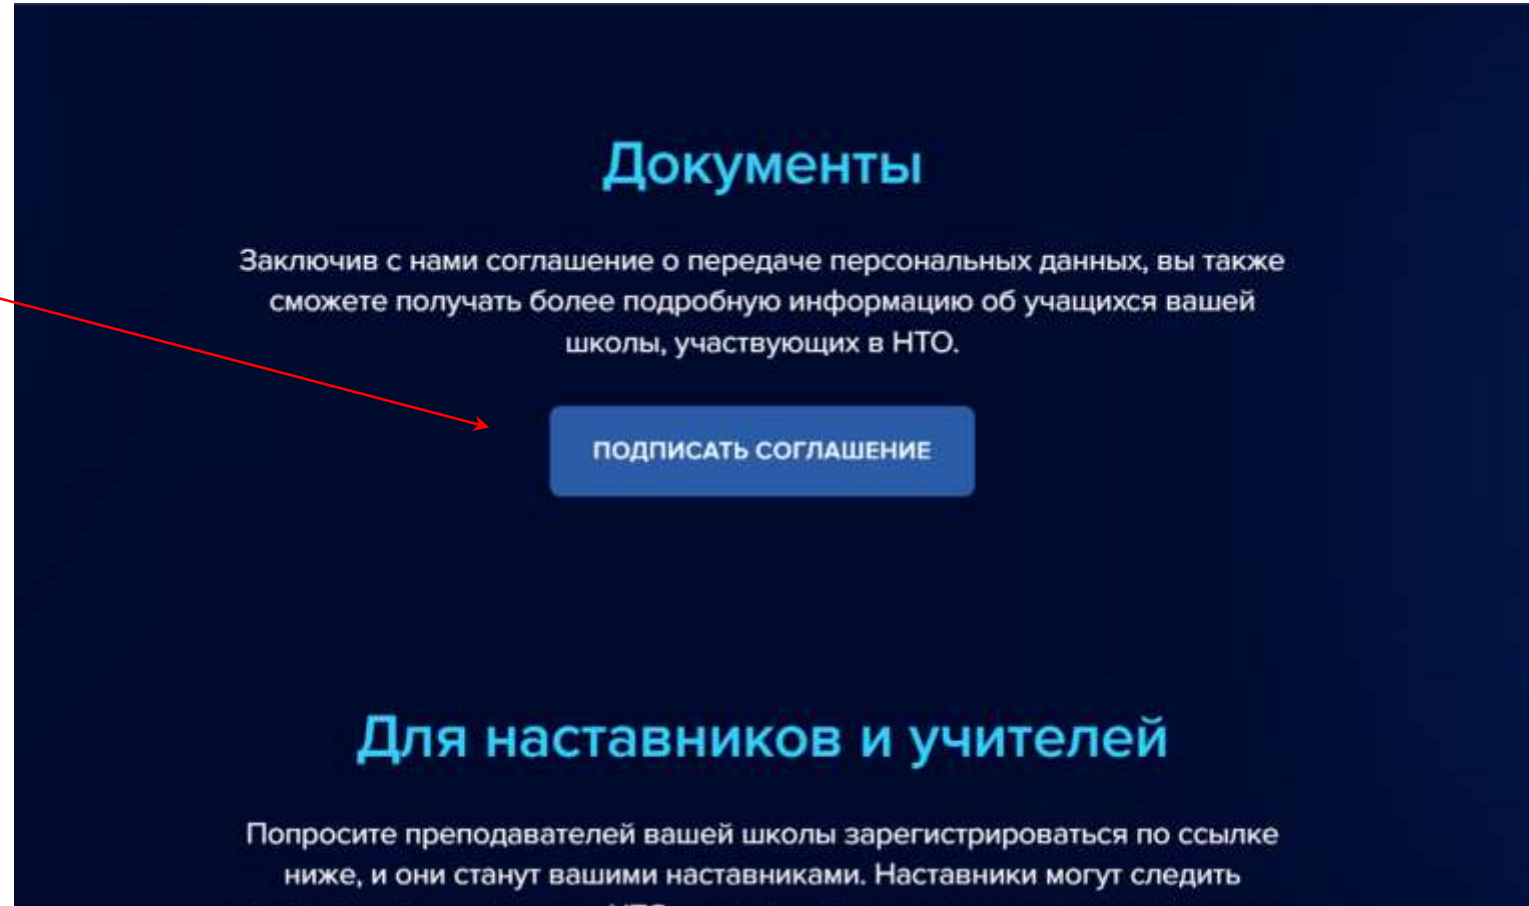 Документы
Заключив с нами соглашение о передаче персональных данных, вы также
сможете получать более подробную информацию об учащихся вашей
школы, участвующих в НТО.
ПОДПИСАТЬ СОГЛАШЕНИЕ
Для наставников и учителей
Попросите преподавателей вашей школы зарегистрироваться по ссылке
ниже, и они станут вашими наставниками. Наставники могут следить